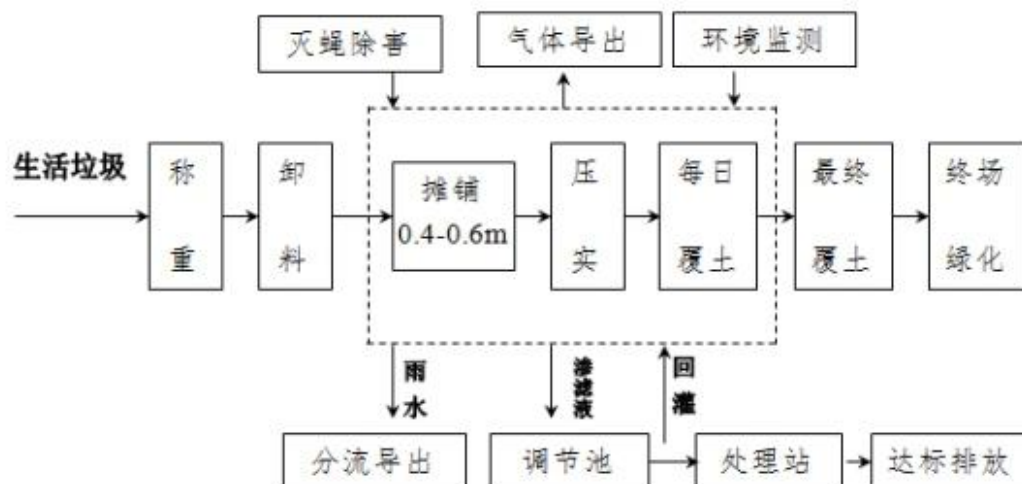 灭蝇除害
气体导出
环境监测
生活垃圾
称重
卸料
摊铺
0.4-0.6m
压实
每日
覆土
最终
覆土
终场
绿化
雨水
渗滤液
回灌
分流导出
调节池
处理站
达标排放